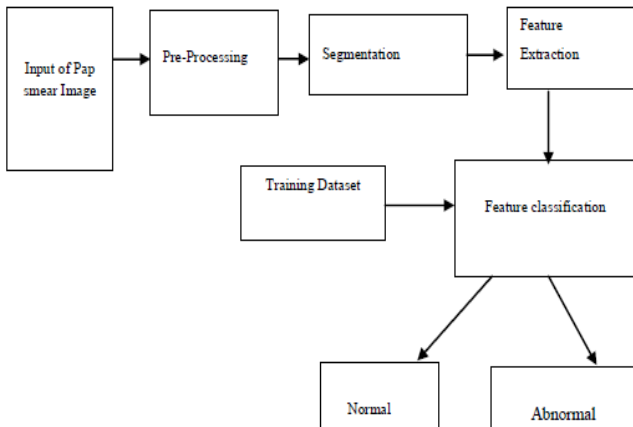 Input of Pap
smear Image
Pre-Processing
Segmentation
Feature
Extraction
Training Dataset
Feature classification
Normal
Abnormal